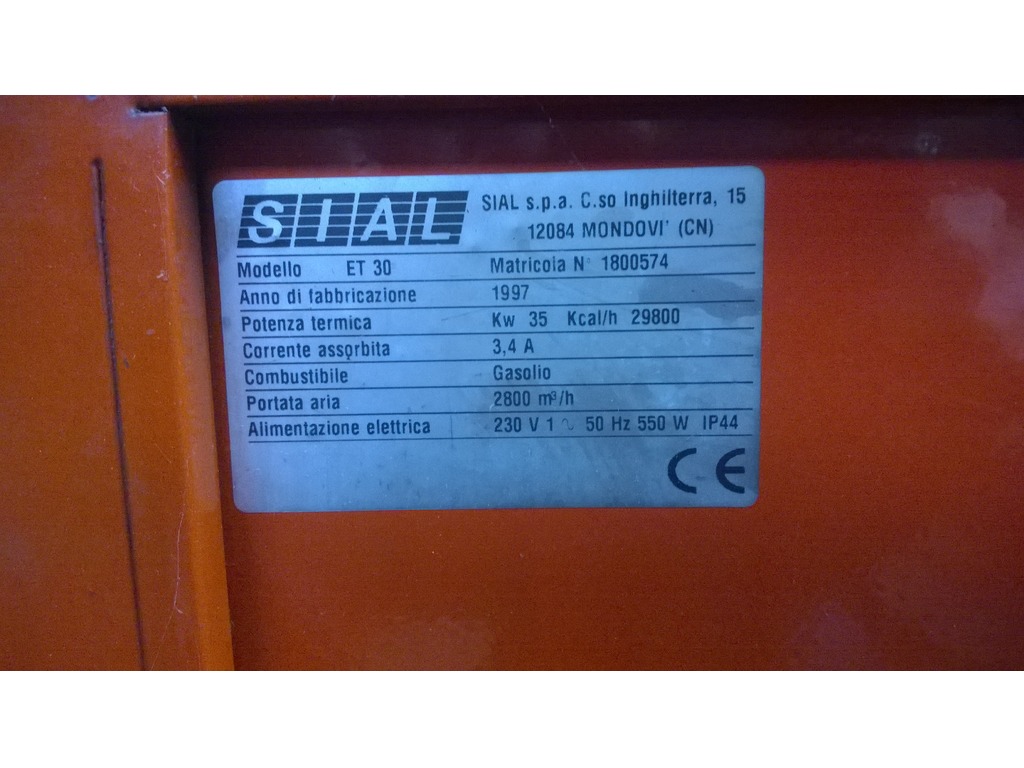 SIAL
SIAL s.p.a. C.so Inghilterra, 15
12084 MONDOVI' (CN)
Modello ET 30 Matricola N° 1800574
Anno di fabbricazione 1997
Potenza termica Kw 35 Kcal/h 29800
Corrente assorbita 3,4 A
Combustibile Gasolio
Portata aria 2800 m³/h
Alimentazione elettrica 230 V 1 ~ 50 Hz 550 W IP44
CE